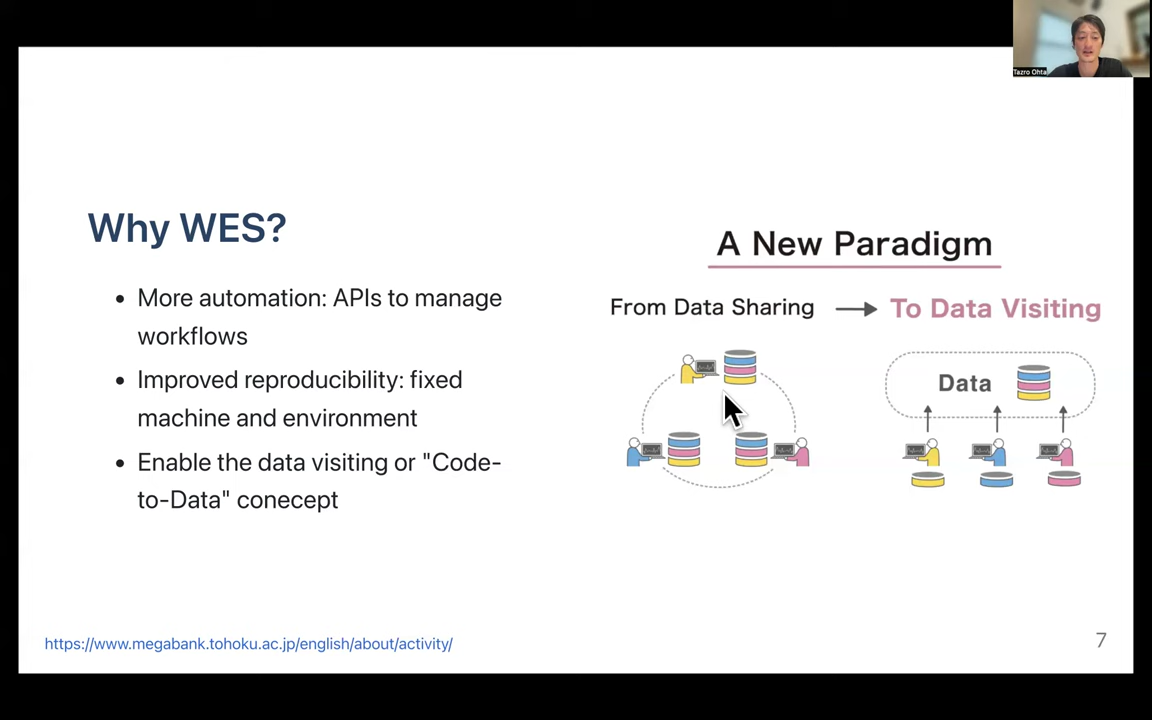 Tazro Ohta
Why WES?
• More automation: APIs to manage
workflows
• Improved reproducibility: fixed
machine and environment
• Enable the data visiting or "Code-
to-Data" conecept
A New Paradigm
From Data Sharing → To Data Visiting
Data
https://www.megabank.tohoku.ac.jp/english/about/activity/
7